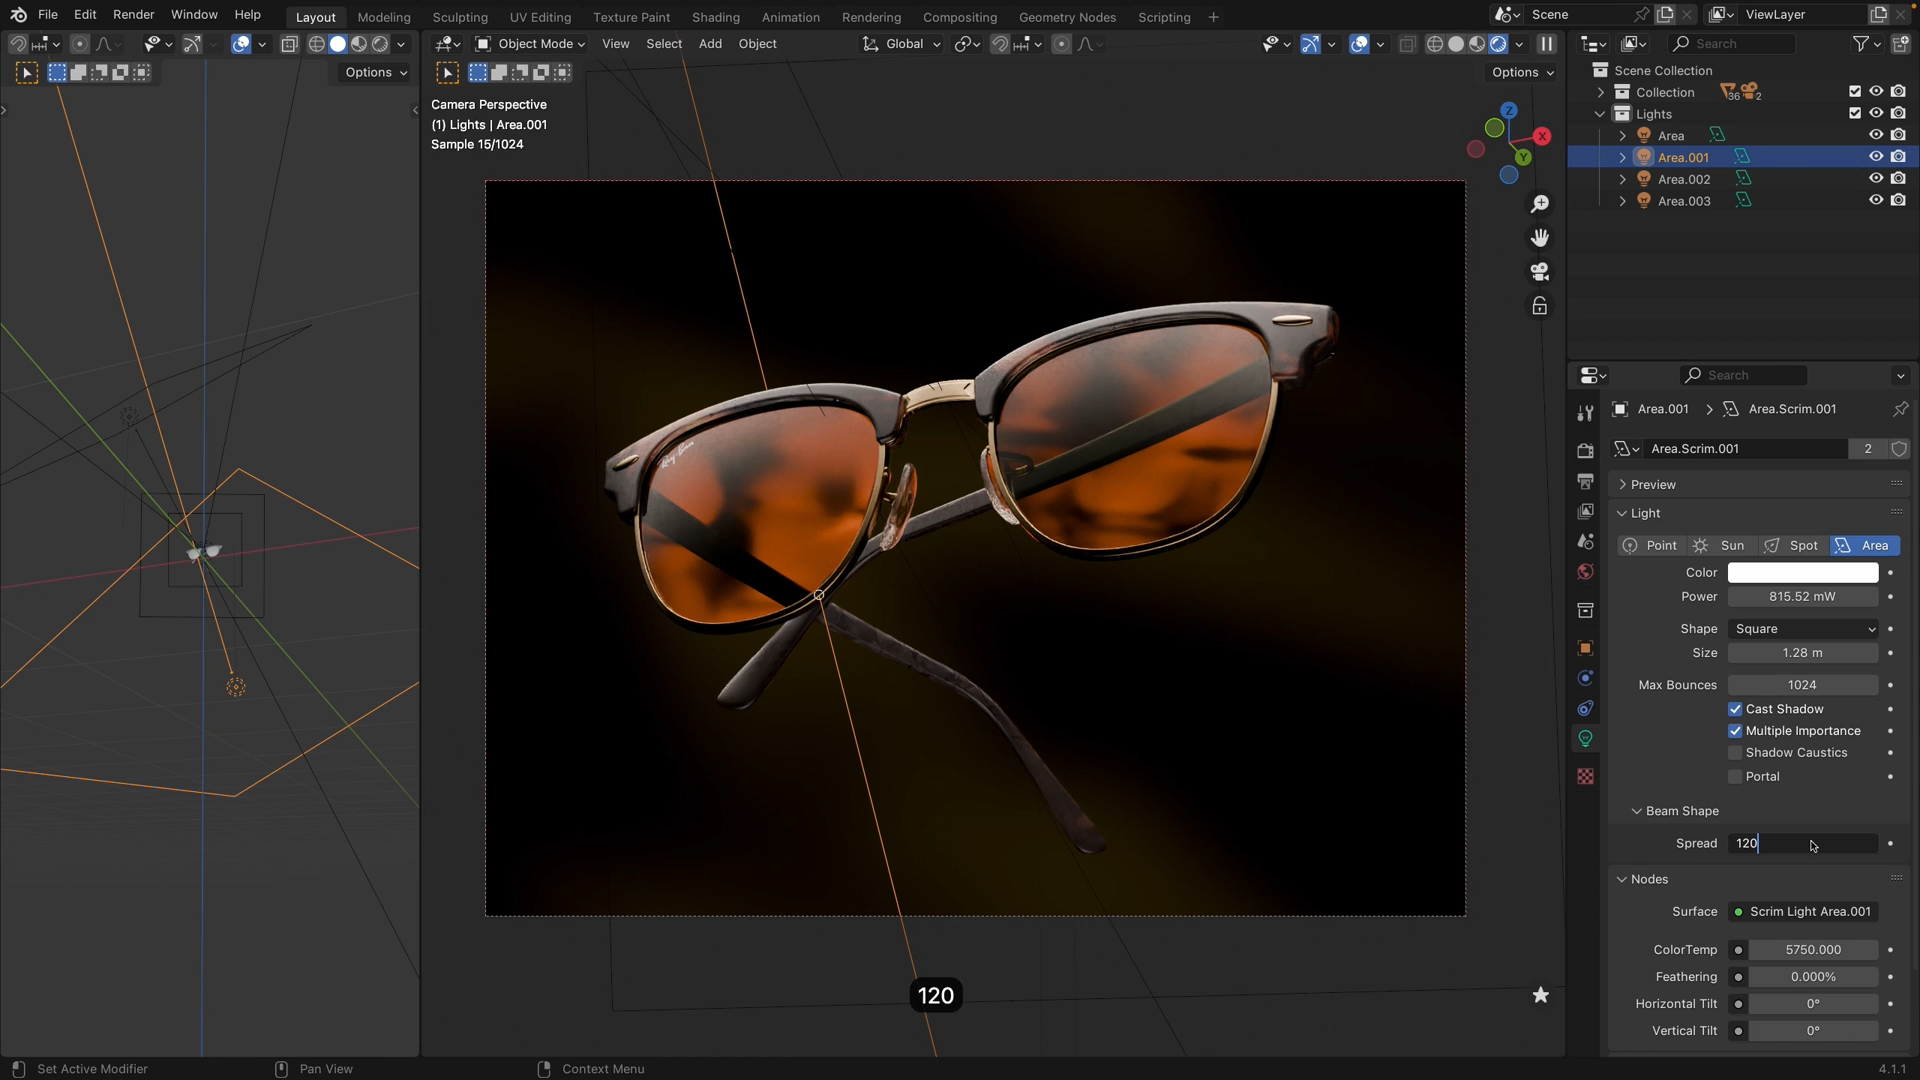 File Edit Render Window Help Layout Modeling Sculpting UV Editing Texture Paint Shading Animation Rendering Compositing Geometry Nodes Scripting + Scene ViewLayer
Object Mode View Select Add Object Global Search
Options Options
Camera Perspective
(1) Lights | Area.001
Sample 15/1024
Z
X
Y
Ray-Ban
120
Scene Collection
Collection 36 2
Lights
Area
Area.001
Area.002
Area.003
Search
Area.001 > Area.Scrim.001
Area.Scrim.001 2
Preview
Light
Point Sun Spot Area
Color
Power 815.52 mW
Shape Square
Size 1.28 m
Max Bounces 1024
Cast Shadow
Multiple Importance
Shadow Caustics
Portal
Beam Shape
Spread 120
Nodes
Surface Scrim Light Area.001
ColorTemp 5750.000
Feathering 0.000%
Horizontal Tilt 0°
Vertical Tilt 0°
Set Active Modifier Pan View Context Menu 4.1.1